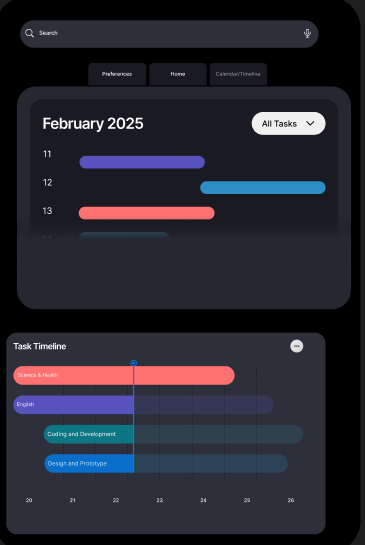 Search
Preferences
Home
Calendar/Timeline
February 2025
All Tasks
11
12
13
Task Timeline
Science & Health
English
Coding and Development
Design and Prototype
20 21 22 23 24 25 26